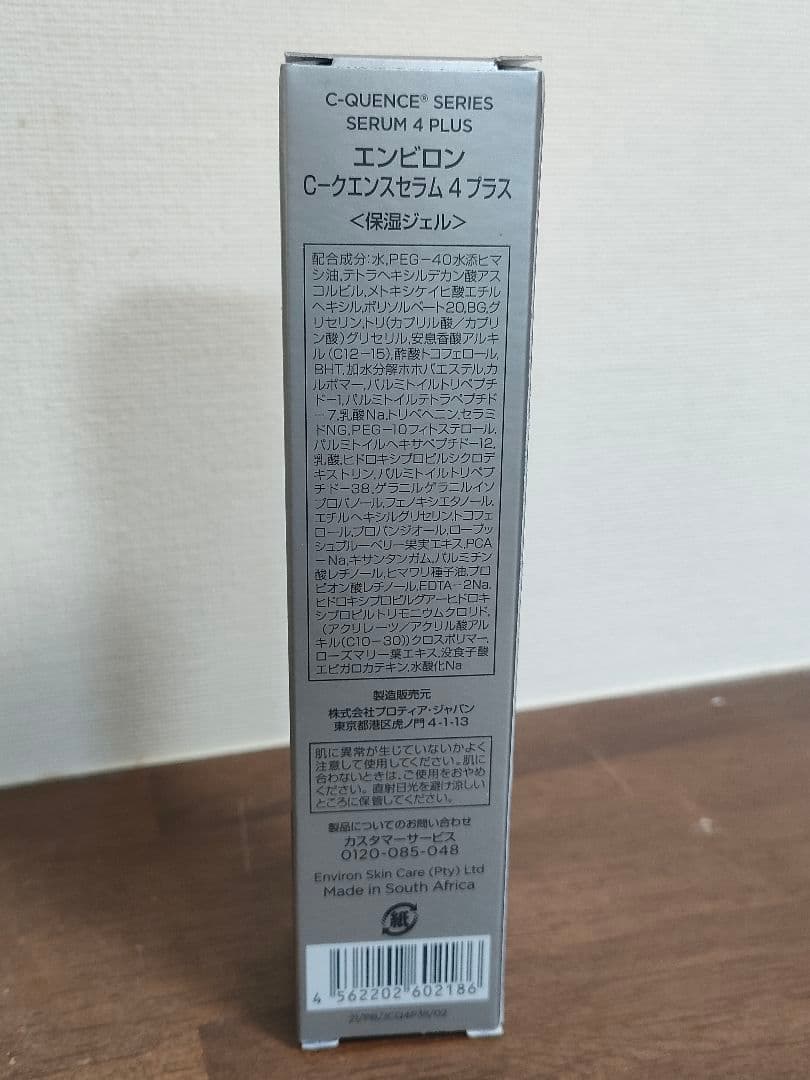 C-QUENCE® SERIES
SERUM 4 PLUS
エンビロン
C-クエンスセラム 4 プラス
<保湿ジェル>
配合成分:水,PEG-40水添ヒマ
シ油,テトラヘキシルデカン酸アス
コルビル,メトキシケイヒ酸エチル
ヘキシル,ポリソルベート20,BG,グ
リセリン,トリ(カプリル酸/カプリ
ン酸)グリセリル,安息香酸アルキ
ル(C12-15),酢酸トコフェロール,
BHT,加水分解ホホバエステル,カ
ルボマー,パルミトイルトリペプチ
ド-1,パルミトイルテトラペプチド
-7,乳酸Na,トリベヘニン,セラミ
ドNG,PEG-10フィトステロール,
パルミトイルヘキサペプチド-12,
乳酸,ヒドロキシプロピルシクロデ
キストリン,パルミトイルトリペプ
チド-38,ゲラニルゲラニルイソ
プロパノール,フェノキシエタノール,
エチルヘキシルグリセリン,トコフェ
ロール,プロパンジオール,ローブッ
シュブルーベリー果実エキス,PCA
-Na,キサンタンガム,パルミチン
酸レチノール,ヒマワリ種子油,プロ
ピオン酸レチノール,EDTA-2Na,
ヒドロキシプロピルグアーヒドロキ
シプロピルトリモニウムクロリド,
(アクリレーツ/アクリル酸アル
キル(C10-30))クロスポリマー,
ローズマリー葉エキス,没食子酸
エピガロカテキン,水酸化Na
製造販売元
株式会社プロティア・ジャパン
東京都港区虎ノ門 4-1-13
肌に異常が生じていないかよく
注意して使用してください。肌に
合わないときは、ご使用をおやめ
ください。直射日光を避け涼しい
ところに保管してください。
製品についてのお問い合わせ
カスタマーサービス
0120-085-048
Environ Skin Care (Pty) Ltd
Made in South Africa
紙
4 562202 602186